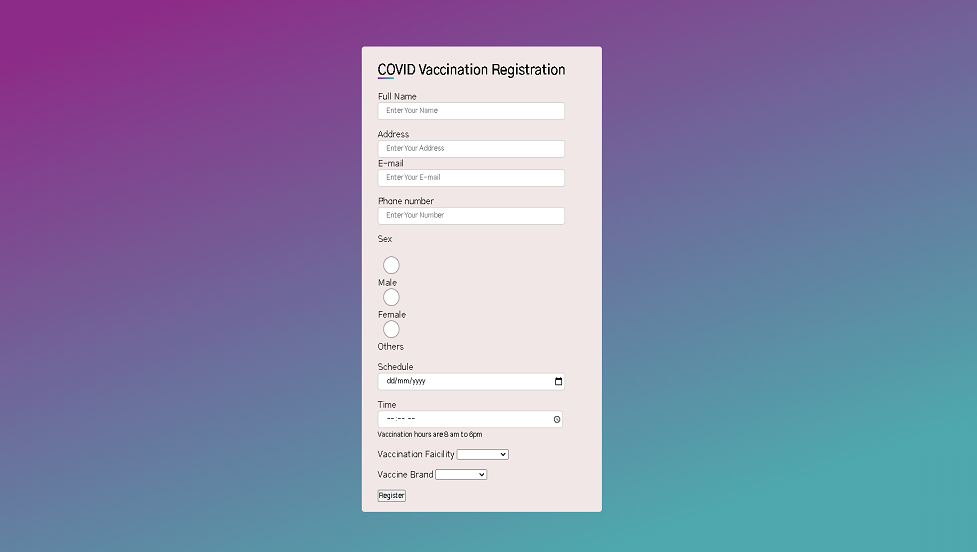 COVID Vaccination Registration
Full Name
Enter Your Name
Address
Enter Your Address
E-mail
Enter Your E-mail
Phone number
Enter Your Number
Sex
Male
Female
Others
Schedule
dd/mm/yyyy
Time
--:-- --
Vaccination hours are 8 am to 6pm
Vaccination Faicility
Vaccine Brand
Register